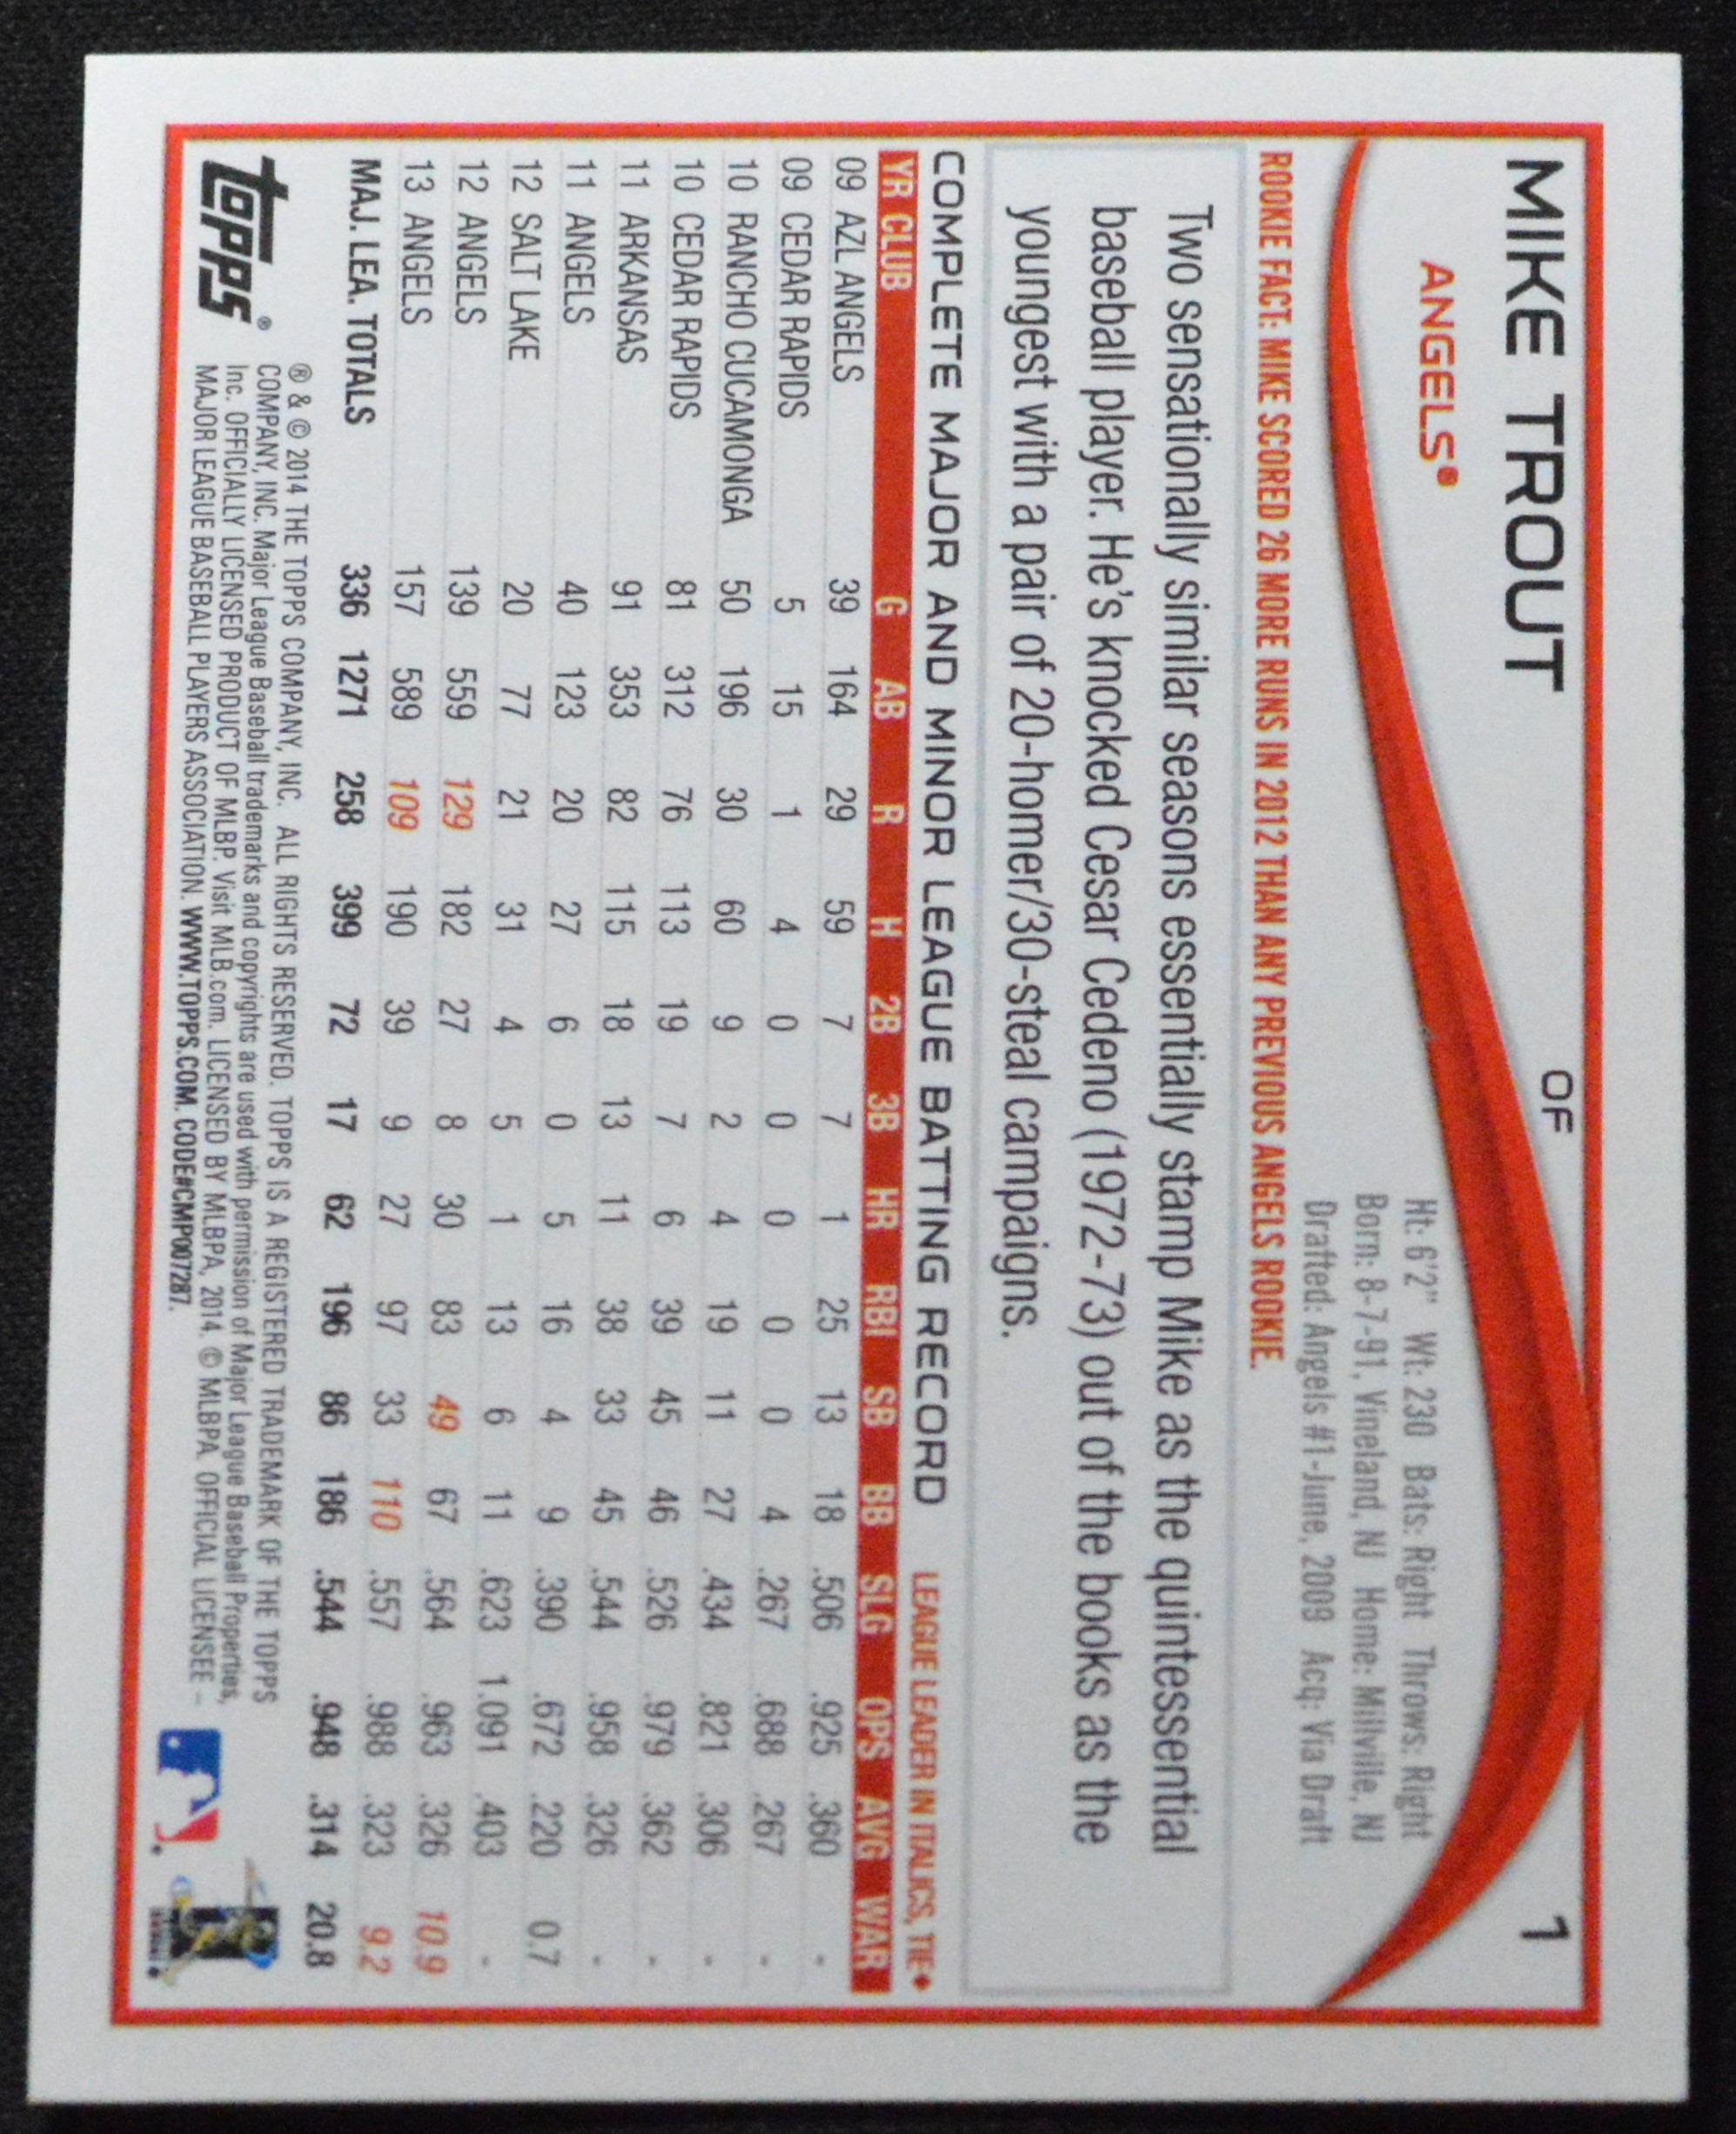 MIKE TROUT OF 1
ANGELS®
Ht: 6'2" Wt: 230 Bats: Right Throws: Right
Born: 8-7-91, Vineland, NJ Home: Millville, NJ
Drafted: Angels #1-June, 2009 Acq: Via Draft
ROOKIE FACT: MIKE SCORED 26 MORE RUNS IN 2012 THAN ANY PREVIOUS ANGELS ROOKIE.
Two sensationally similar seasons essentially stamp Mike as the quintessential
baseball player. He's knocked Cesar Cedeno (1972-73) out of the books as the
youngest with a pair of 20-homer/30-steal campaigns.
COMPLETE MAJOR AND MINOR LEAGUE BATTING RECORD LEAGUE LEADER IN ITALICS, TIE♦
YR CLUB G AB R H 2B 3B HR RBI SB BB SLG OPS AVG WAR
09 AZL ANGELS 39 164 29 59 7 7 1 25 13 18 .506 .925 .360 -
09 CEDAR RAPIDS 5 15 1 4 0 0 0 0 0 4 .267 .688 .267 -
10 RANCHO CUCAMONGA 50 196 30 60 9 2 4 19 11 27 .434 .821 .306 -
10 CEDAR RAPIDS 81 312 76 113 19 7 6 39 45 46 .526 .979 .362 -
11 ARKANSAS 91 353 82 115 18 13 11 38 33 45 .544 .958 .326 -
11 ANGELS 40 123 20 27 6 0 5 16 4 9 .390 .672 .220 0.7
12 SALT LAKE 20 77 21 31 4 5 1 13 6 11 .623 1.091 .403 -
12 ANGELS 139 559 129 182 27 8 30 83 49 67 .564 .963 .326 10.9
13 ANGELS 157 589 109 190 39 9 27 97 33 110 .557 .988 .323 9.2
MAJ. LEA. TOTALS 336 1271 258 399 72 17 62 196 86 186 .544 .948 .314 20.8
topps®
® & © 2014 THE TOPPS COMPANY, INC. ALL RIGHTS RESERVED. TOPPS IS A REGISTERED TRADEMARK OF THE TOPPS
COMPANY, INC. Major League Baseball trademarks and copyrights are used with permission of Major League Baseball Properties,
Inc. OFFICIALLY LICENSED PRODUCT OF MLBP. Visit MLB.com. LICENSED BY MLBPA, 2014. © MLBPA. OFFICIAL LICENSEE –
MAJOR LEAGUE BASEBALL PLAYERS ASSOCIATION. WWW.TOPPS.COM. CODE#CMP007287.